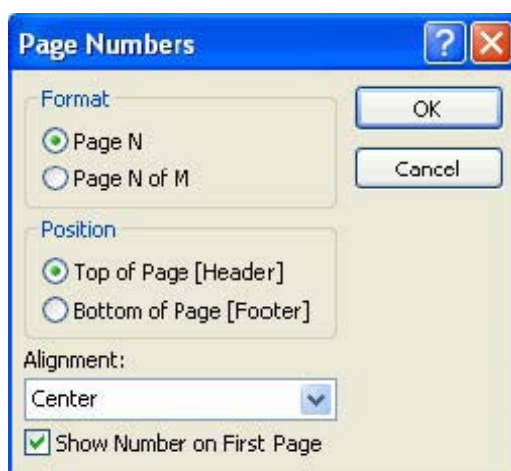 Page Numbers
Format
OK
Page N
Page N of M
Cancel
Position
Top of Page [Header]
Bottom of Page [Footer]
Alignment:
Center
Show Number on First Page